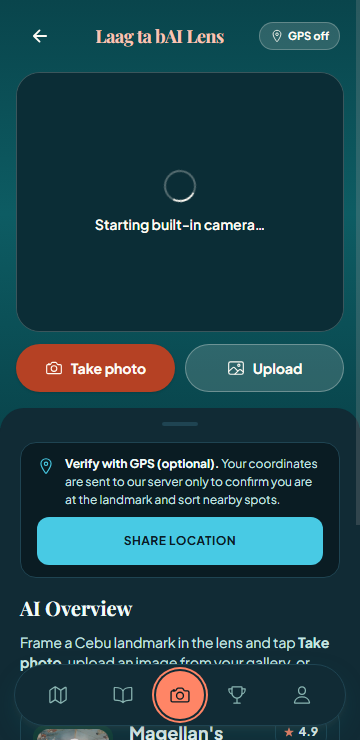 Laag ta bAI Lens
GPS off
Starting built-in camera…
Take photo
Upload
Verify with GPS (optional). Your coordinates
are sent to our server only to confirm you are
at the landmark and sort nearby spots.
SHARE LOCATION
AI Overview
Frame a Cebu landmark in the lens and tap Take
photo, upload an image from your gallery, or
Magellan's
4.9